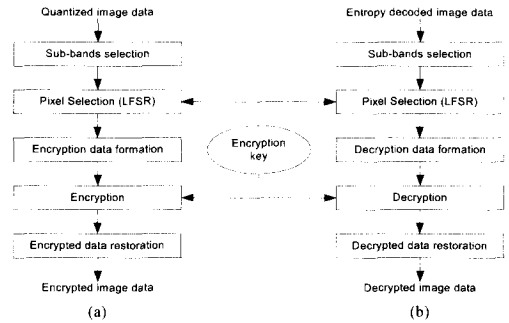 Quantized image data
Sub-bands selection
Pixel Selection (LFSR)
Encryption data formation
Encryption
Encrypted data restoration
Encrypted image data
(a)
Encryption
key
Entropy decoded image data
Sub-bands selection
Pixel Selection (LFSR)
Decryption data formation
Decryption
Decrypted data restoration
Decrypted image data
(b)